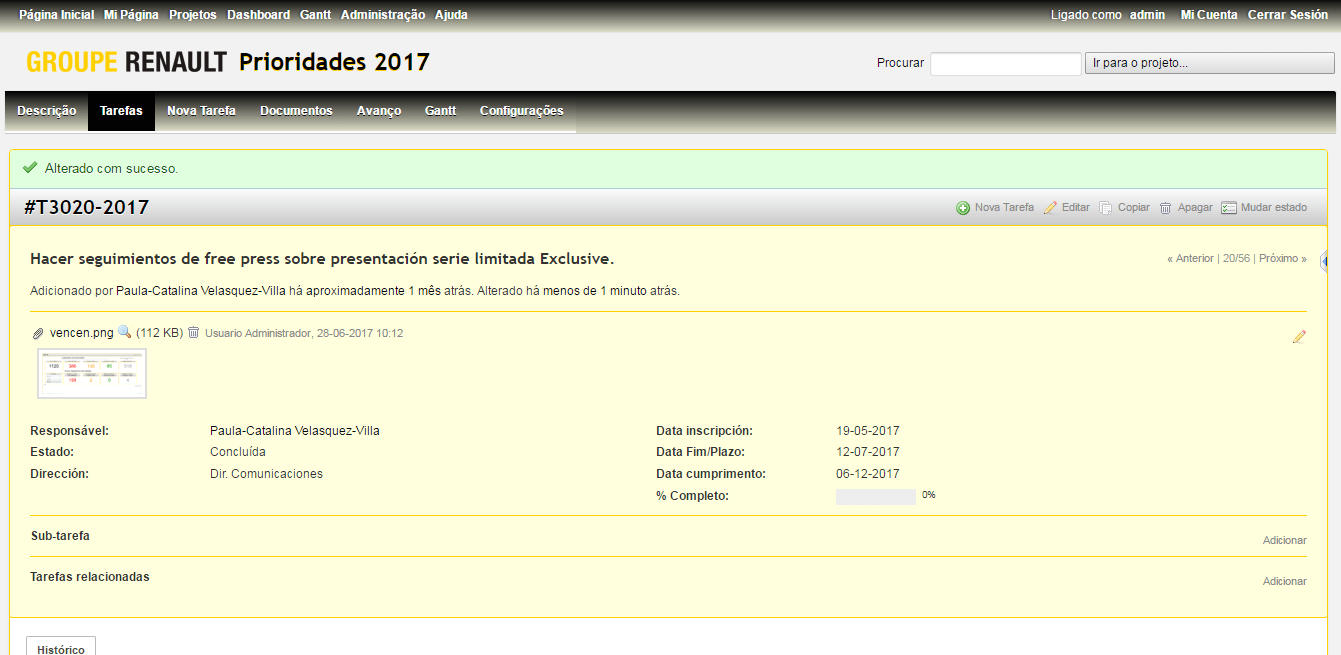 Página Inicial Mi Página Projetos Dashboard Gantt Administração Ajuda Ligado como admin Mi Cuenta Cerrar Sesión
GROUPE RENAULT Prioridades 2017 Procurar Ir para o projeto...
Descrição Tarefas Nova Tarefa Documentos Avanço Gantt Configurações
Alterado com sucesso.
#T3020-2017 Nova Tarefa Editar Copiar Apagar Mudar estado
Hacer seguimientos de free press sobre presentación serie limitada Exclusive. « Anterior | 20/56 | Próximo »
Adicionado por Paula-Catalina Velasquez-Villa há aproximadamente 1 mês atrás. Alterado há menos de 1 minuto atrás.
vencen.png (112 KB) Usuario Administrador, 28-06-2017 10:12
Responsável: Paula-Catalina Velasquez-Villa Data inscripción: 19-05-2017
Estado: Concluída Data Fim/Plazo: 12-07-2017
Dirección: Dir. Comunicaciones Data cumprimento: 06-12-2017
% Completo: 0%
Sub-tarefa Adicionar
Tarefas relacionadas Adicionar
Histórico